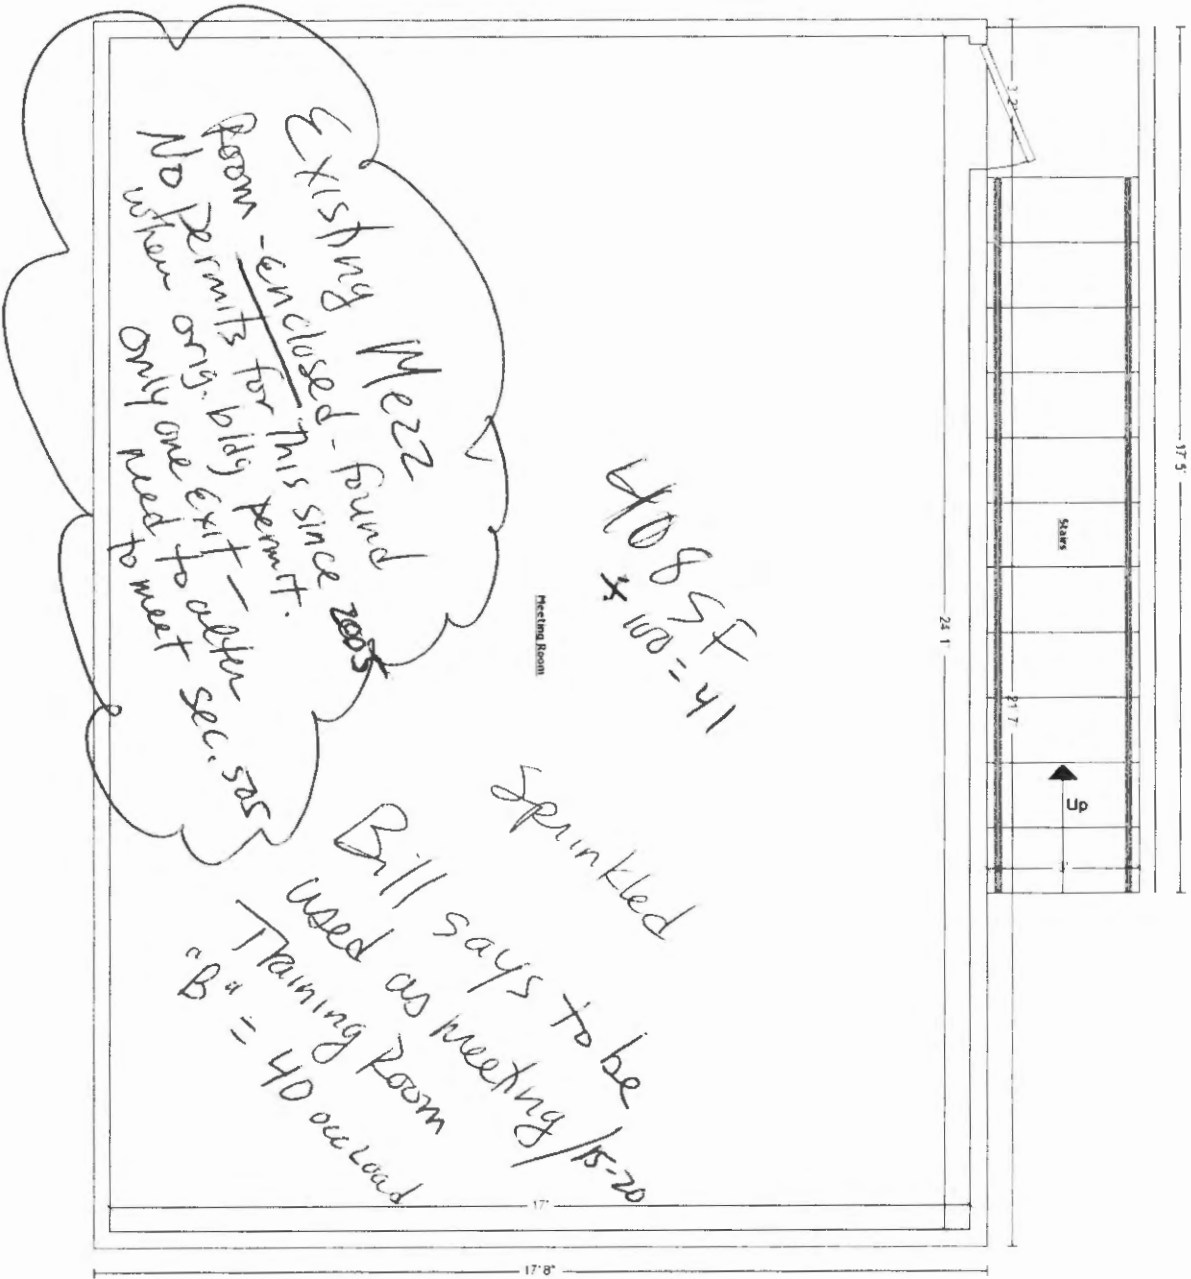 Existing Mezz
Room - enclosed - found
No permits for this since 2005
when orig. bldg permit.
only one exit -
need to alter
to meet sec. 505
408 SF
x 100 = 41
Meeting Room
Sprinkled
Bill says to be
used as meeting / 15-20
Training Room
"B" = 40 occ load
Stairs
Up
24' 1"
21' 7"
17' 5"
17'
17'8"